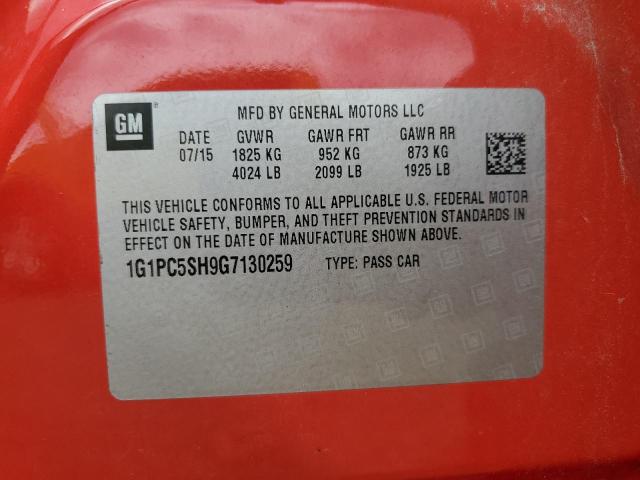 GM
MFD BY GENERAL MOTORS LLC
DATE GVWR GAWR FRT GAWR RR
07/15 1825 KG 952 KG 873 KG
4024 LB 2099 LB 1925 LB
THIS VEHICLE CONFORMS TO ALL APPLICABLE U.S. FEDERAL MOTOR
VEHICLE SAFETY, BUMPER, AND THEFT PREVENTION STANDARDS IN
EFFECT ON THE DATE OF MANUFACTURE SHOWN ABOVE.
1G1PC5SH9G7130259 TYPE: PASS CAR